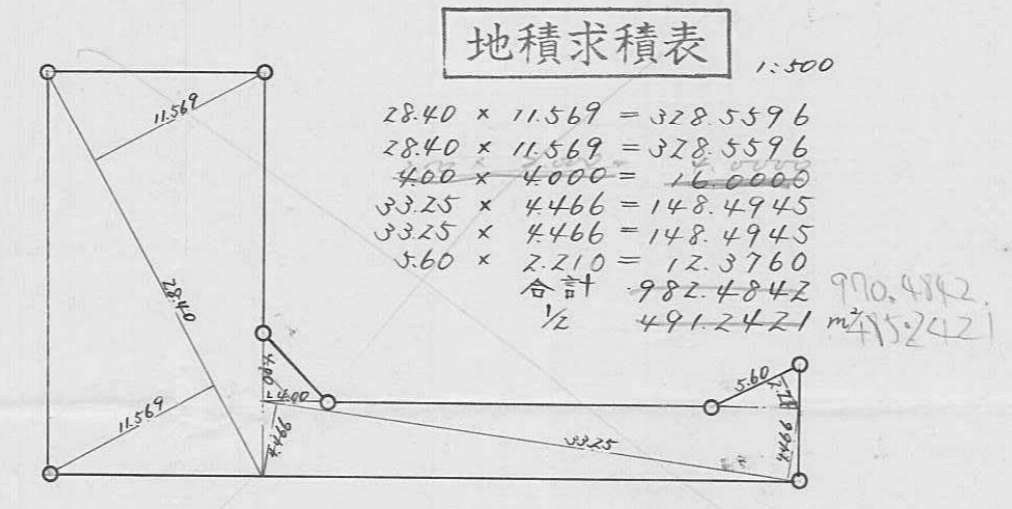 地積求積表
1:500
28.40 × 11.569 = 328.5596
28.40 × 11.569 = 328.5596
4.00 × 4.000 = 16.0000
33.25 × 4.466 = 148.4945
33.25 × 4.466 = 148.4945
5.60 × 2.210 = 12.3760
合計 982.4842 970.4842
1/2 491.2421 m² 485.2421
11.569
28.40
11.569
4.00
4.00
4.466
33.25
5.60
4.466